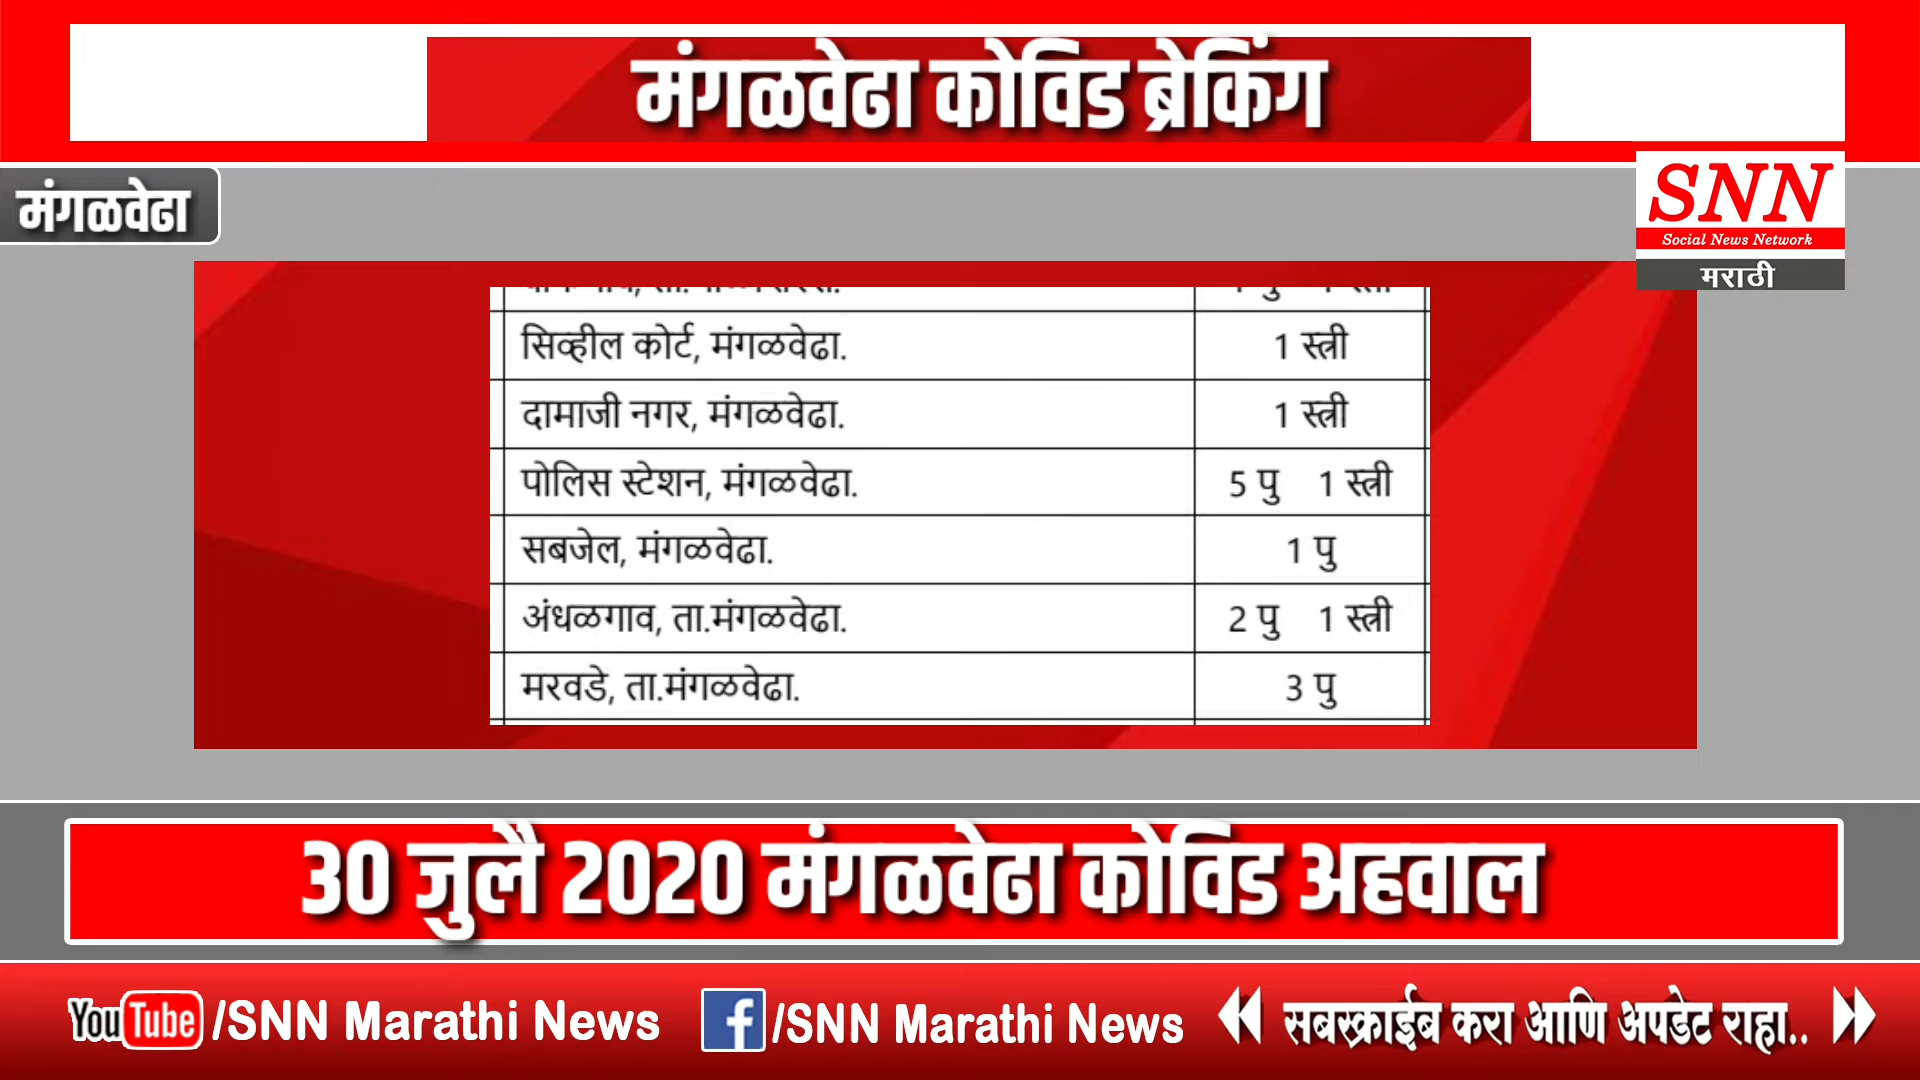 मंगळवेढा कोविड ब्रेकिंग
मंगळवेढा
SNN
Social News Network
मराठी
सिव्हील कोर्ट, मंगळवेढा. 1 स्त्री
दामाजी नगर, मंगळवेढा. 1 स्त्री
पोलिस स्टेशन, मंगळवेढा. 5 पु 1 स्त्री
सबजेल, मंगळवेढा. 1 पु
अंधळगाव, ता.मंगळवेढा. 2 पु 1 स्त्री
मरवडे, ता.मंगळवेढा. 3 पु
30 जुलै 2020 मंगळवेढा कोविड अहवाल
YouTube /SNN Marathi News f /SNN Marathi News सबस्क्राईब करा आणि अपडेट राहा..